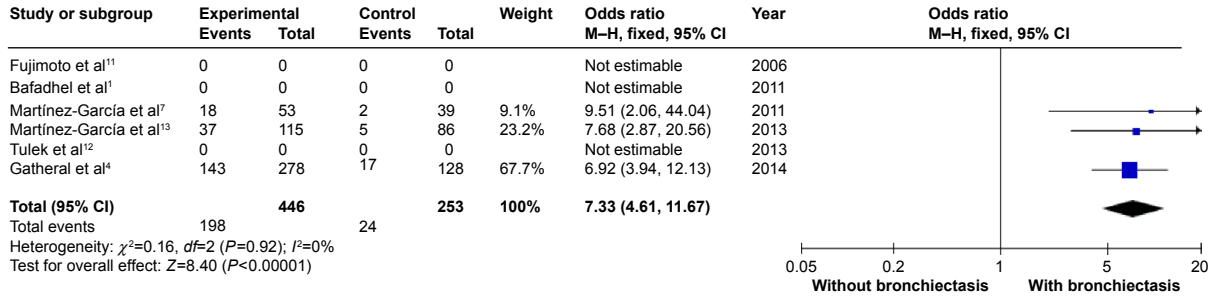 Study or subgroup Experimental Control Weight Odds ratio Year Odds ratio
Events Total Events Total M–H, fixed, 95% CI M–H, fixed, 95% CI
Fujimoto et al¹¹ 0 0 0 0 Not estimable 2006
Bafadhel et al¹ 0 0 0 0 Not estimable 2011
Martínez-García et al⁷ 18 53 2 39 9.1% 9.51 (2.06, 44.04) 2011
Martínez-García et al¹³ 37 115 5 86 23.2% 7.68 (2.87, 20.56) 2013
Tulek et al¹² 0 0 0 0 Not estimable 2013
Gatheral et al⁴ 143 278 17 128 67.7% 6.92 (3.94, 12.13) 2014
Total (95% CI) 446 253 100% 7.33 (4.61, 11.67)
Total events 198 24
Heterogeneity: χ²=0.16, df=2 (P=0.92); I²=0%
Test for overall effect: Z=8.40 (P<0.00001)
0.05 0.2 1 5 20
Without bronchiectasis With bronchiectasis